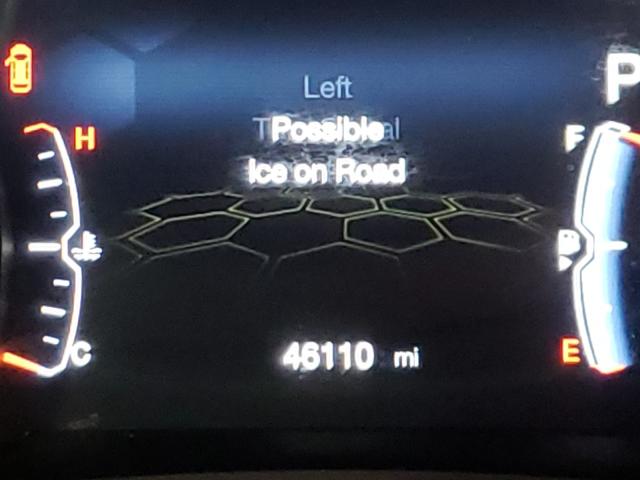 Left
P
Possible
H
F
Ice on Road
C
E
46110 mi